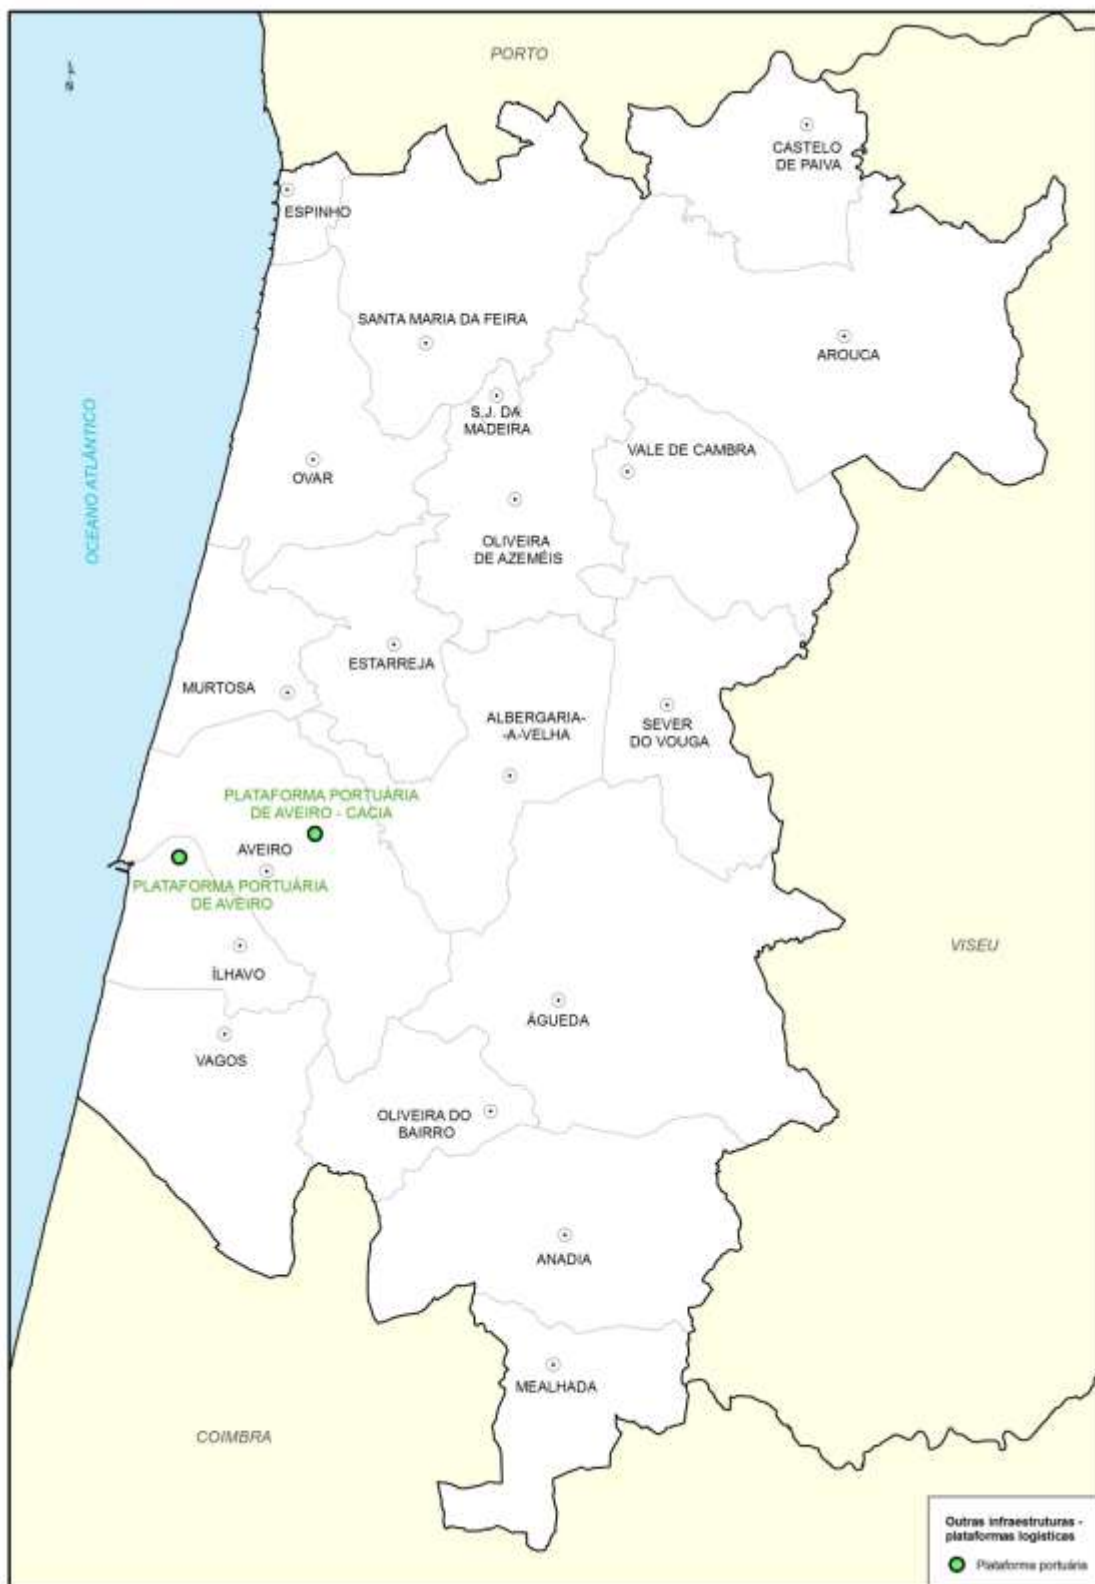 PORTO
CASTELO
DE PAIVA
ESPINHO
SANTA MARIA DA FEIRA
AROUCA
S.J. DA
MADEIRA
VALE DE CAMBRA
OVAR
OCEANO ATLÂNTICO
OLIVEIRA
DE AZEMÉIS
ESTARREJA
MURTOSA
ALBERGARIA-
-A-VELHA
SEVER
DO VOUGA
PLATAFORMA PORTUÁRIA
DE AVEIRO - CACIA
AVEIRO
PLATAFORMA PORTUÁRIA
DE AVEIRO
VISEU
ÍLHAVO
ÁGUEDA
VAGOS
OLIVEIRA DO
BAIRRO
ANADIA
MEALHADA
COIMBRA
Outras infraestruturas -
plataformas logísticas
Plataforma portuária